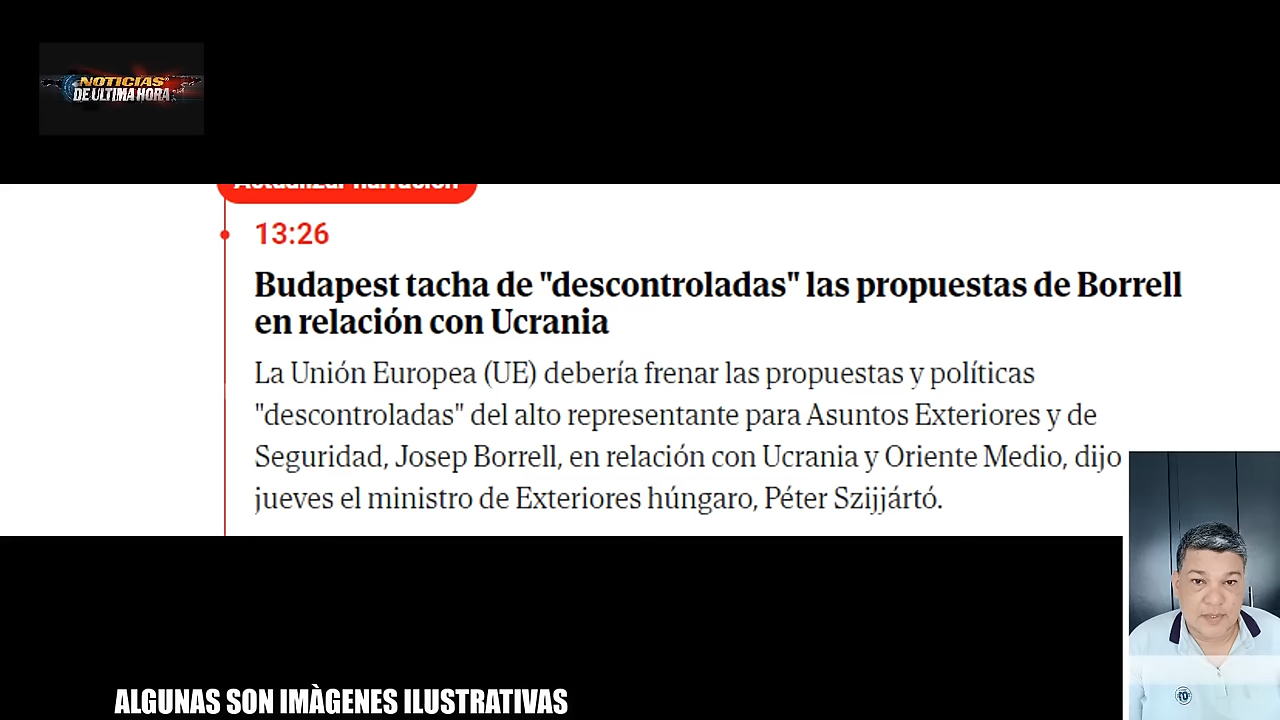 NOTICIAS
DE ULTIMA HORA
Actualizar narración
13:26
Budapest tacha de "descontroladas" las propuestas de Borrell
en relación con Ucrania
La Unión Europea (UE) debería frenar las propuestas y políticas
"descontroladas" del alto representante para Asuntos Exteriores y de
Seguridad, Josep Borrell, en relación con Ucrania y Oriente Medio, dijo
jueves el ministro de Exteriores húngaro, Péter Szijjártó.
ALGUNAS SON IMÀGENES ILUSTRATIVAS